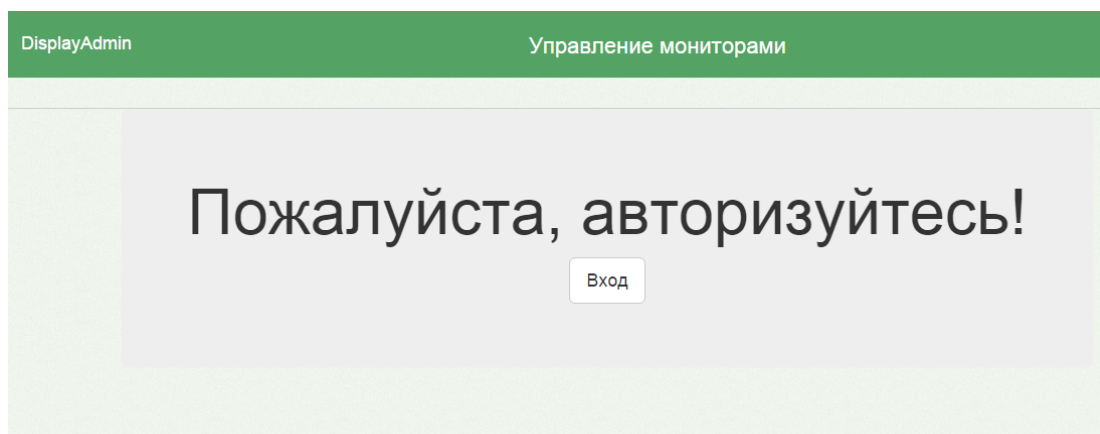 DisplayAdmin
Управление мониторами
Пожалуйста, авторизуйтесь!
Вход